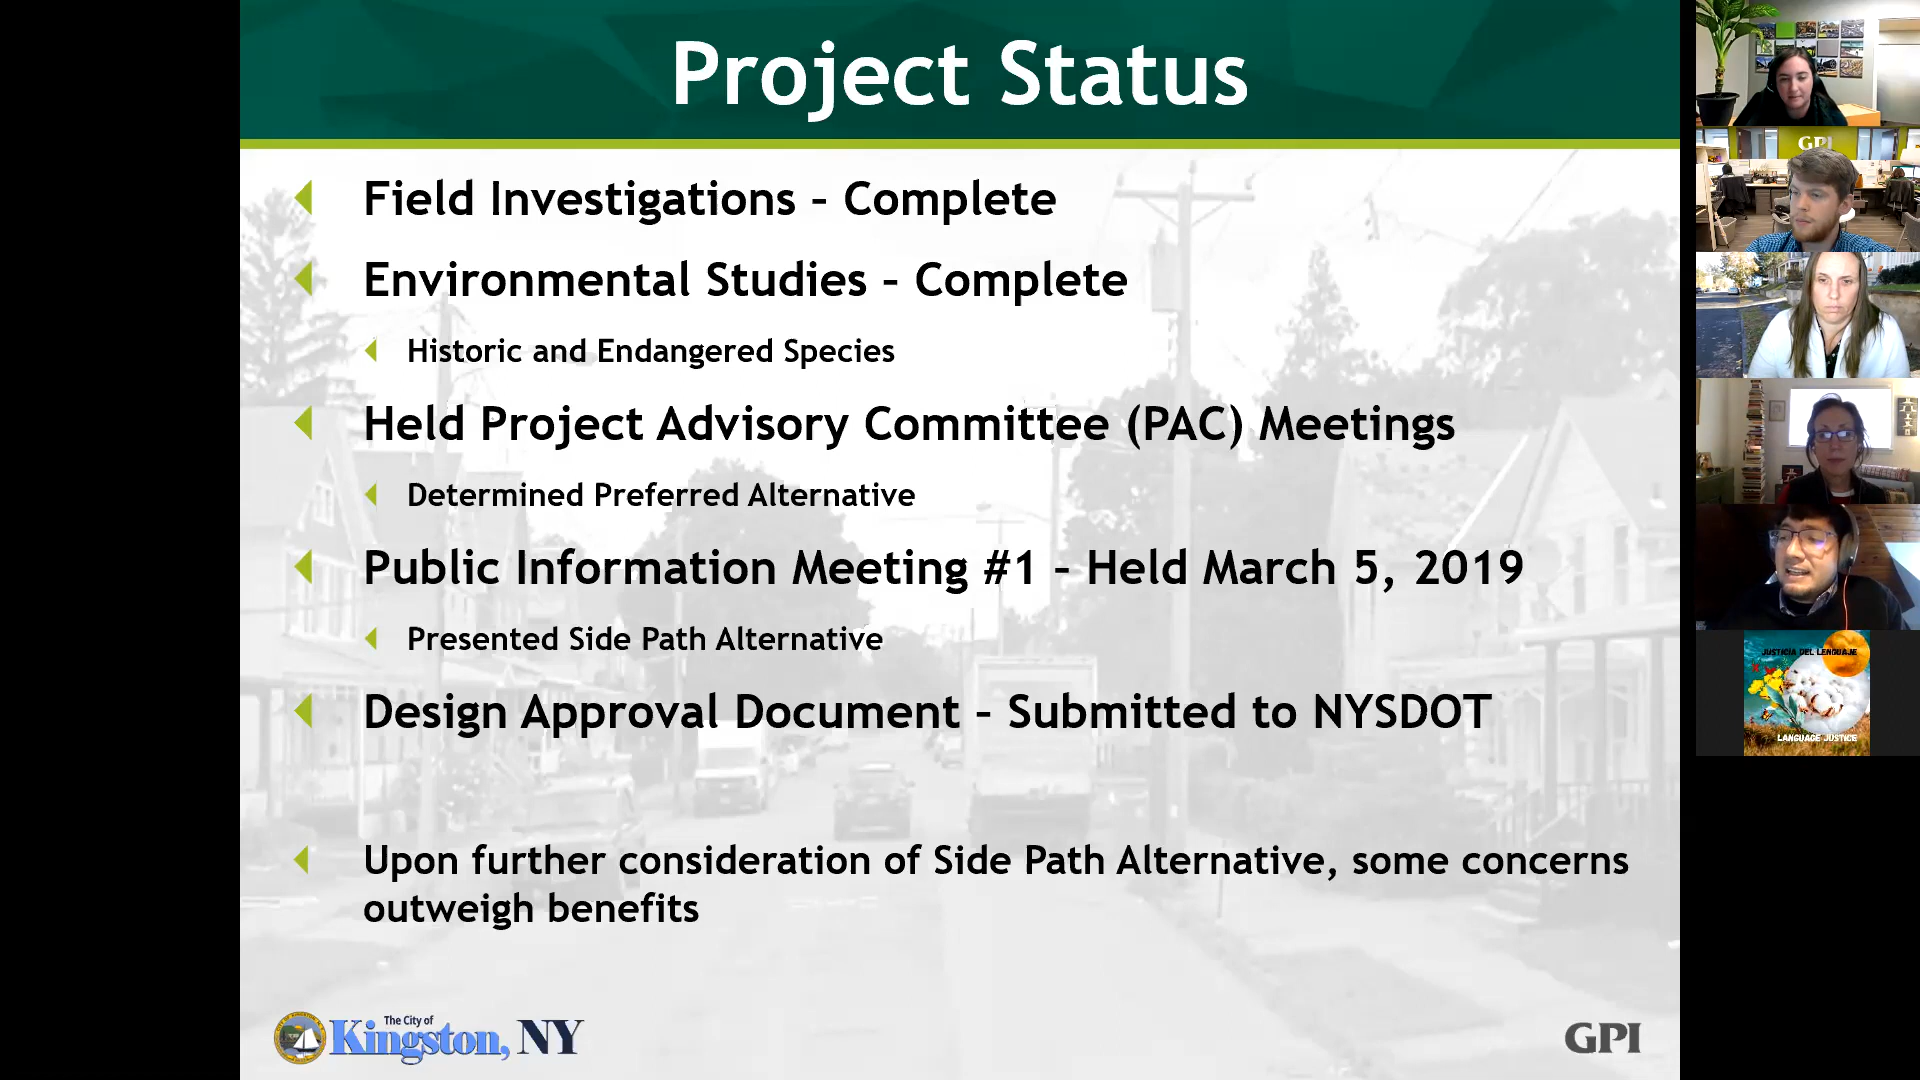 Project Status
Field Investigations – Complete
Environmental Studies – Complete
Historic and Endangered Species
Held Project Advisory Committee (PAC) Meetings
Determined Preferred Alternative
Public Information Meeting #1 – Held March 5, 2019
Presented Side Path Alternative
Design Approval Document – Submitted to NYSDOT
Upon further consideration of Side Path Alternative, some concerns
outweigh benefits
The City of
Kingston, NY
GPI
GPI
JUSTICIA DEL LENGUAJE
LANGUAGE JUSTICE